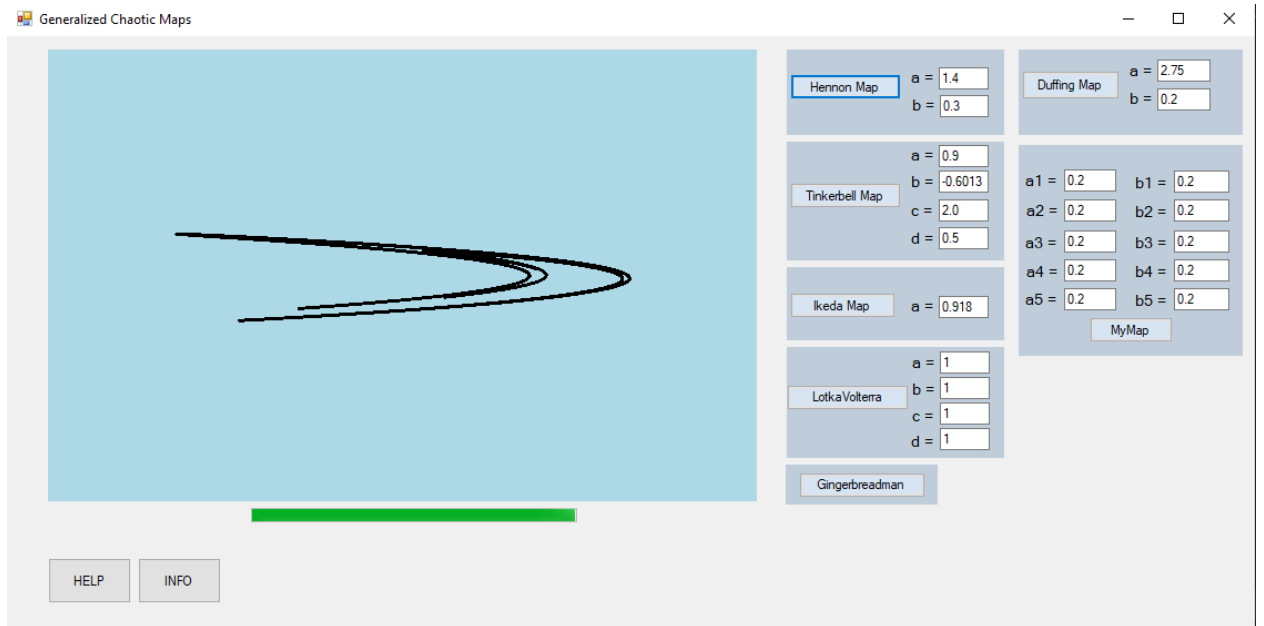 Generalized Chaotic Maps
Hennon Map
a = 1.4
b = 0.3
Duffing Map
a = 2.75
b = 0.2
Tinkerbell Map
a = 0.9
b = -0.6013
c = 2.0
d = 0.5
a1 = 0.2 b1 = 0.2
a2 = 0.2 b2 = 0.2
a3 = 0.2 b3 = 0.2
a4 = 0.2 b4 = 0.2
a5 = 0.2 b5 = 0.2
MyMap
Ikeda Map a = 0.918
LotkaVolterra
a = 1
b = 1
c = 1
d = 1
Gingerbreadman
HELP INFO